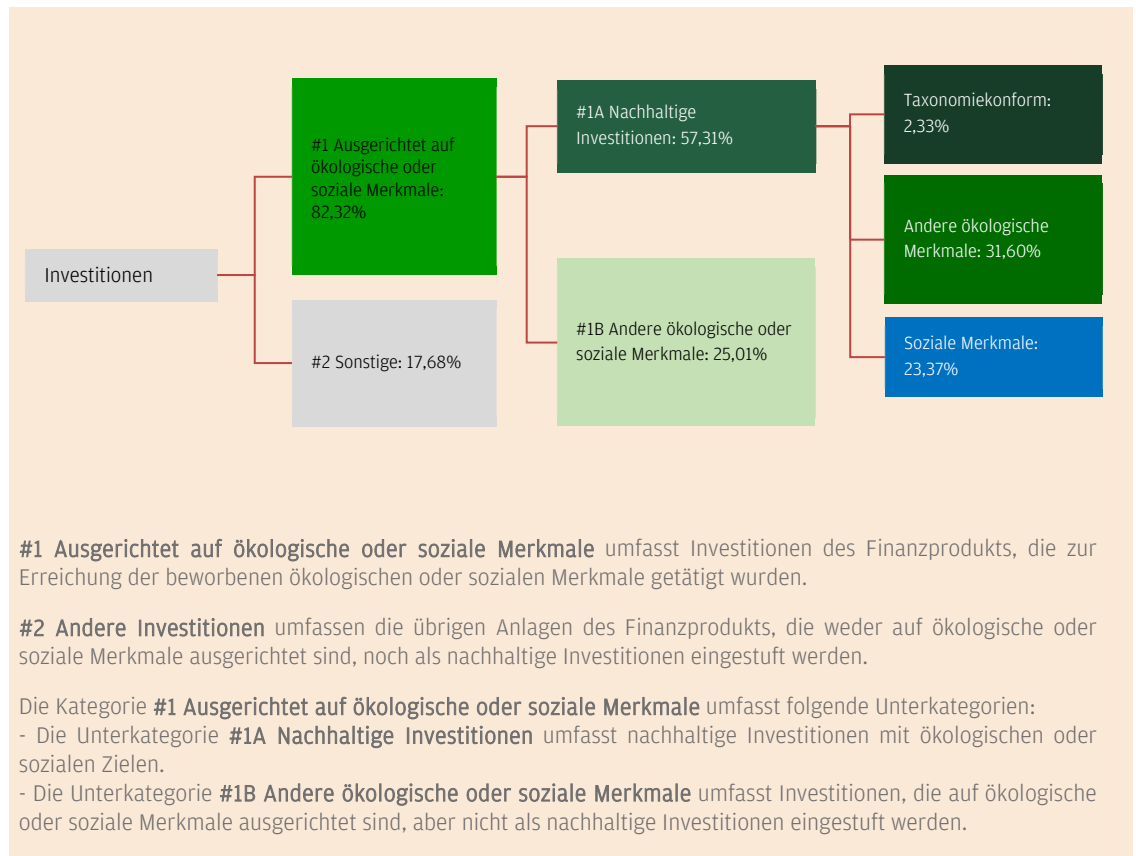 Investitionen
#1 Ausgerichtet auf
ökologische oder
soziale Merkmale:
82,32%
#2 Sonstige: 17,68%
#1A Nachhaltige
Investitionen: 57,31%
#1B Andere ökologische oder
soziale Merkmale: 25,01%
Taxonomiekonform:
2,33%
Andere ökologische
Merkmale: 31,60%
Soziale Merkmale:
23,37%
#1 Ausgerichtet auf ökologische oder soziale Merkmale umfasst Investitionen des Finanzprodukts, die zur
Erreichung der beworbenen ökologischen oder sozialen Merkmale getätigt wurden.
#2 Andere Investitionen umfassen die übrigen Anlagen des Finanzprodukts, die weder auf ökologische oder
soziale Merkmale ausgerichtet sind, noch als nachhaltige Investitionen eingestuft werden.
Die Kategorie #1 Ausgerichtet auf ökologische oder soziale Merkmale umfasst folgende Unterkategorien:
- Die Unterkategorie #1A Nachhaltige Investitionen umfasst nachhaltige Investitionen mit ökologischen oder
sozialen Zielen.
- Die Unterkategorie #1B Andere ökologische oder soziale Merkmale umfasst Investitionen, die auf ökologische
oder soziale Merkmale ausgerichtet sind, aber nicht als nachhaltige Investitionen eingestuft werden.